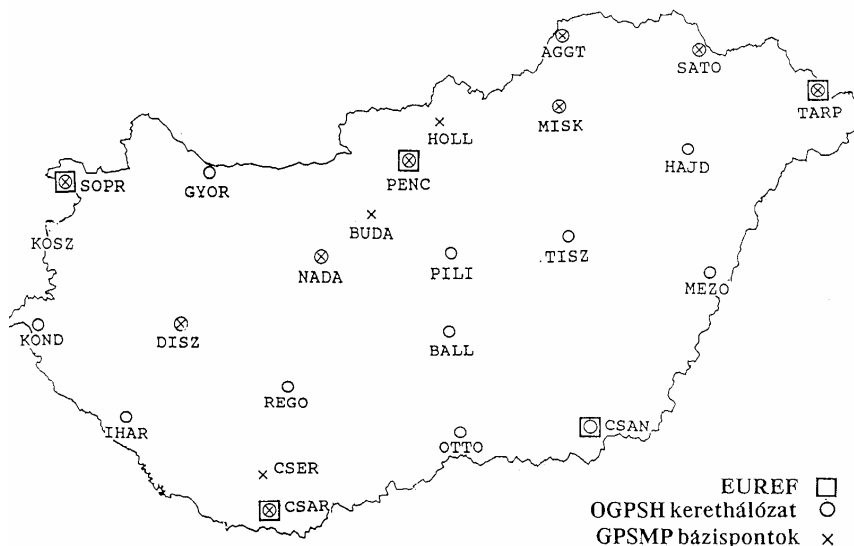 AGGT
SATO
TARP
MISK
HOLL
HAJD
PENC
SOPR
GYOR
BUDA
KOSZ
TISZ
NADA
PILI
MEZO
KOND
DISZ
BALL
REGO
IHAR
CSAN
OTTO
CSER
CSAR
EUREF
OGPSH kerethálózat
GPSMP bázispontok